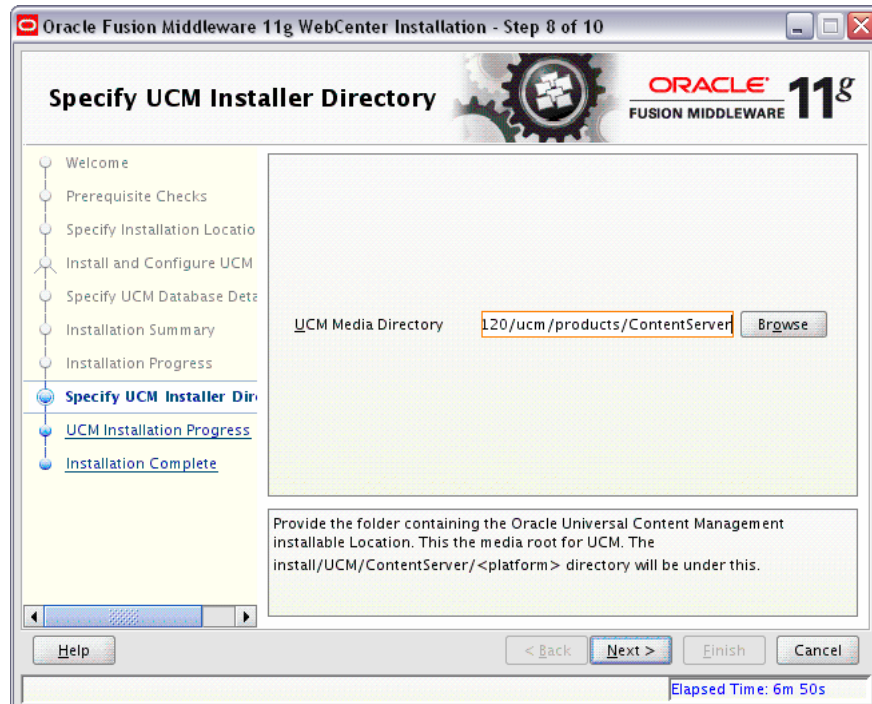 Oracle Fusion Middleware 11g WebCenter Installation - Step 8 of 10
Specify UCM Installer Directory
ORACLE
FUSION MIDDLEWARE
11g
Welcome
Prerequisite Checks
Specify Installation Locatio
Install and Configure UCM
Specify UCM Database Deta
Installation Summary
Installation Progress
Specify UCM Installer Dir
UCM Installation Progress
Installation Complete
UCM Media Directory
120/ucm/products/ContentServer
Browse
Provide the folder containing the Oracle Universal Content Management
installable Location. This the media root for UCM. The
install/UCM/ContentServer/<platform> directory will be under this.
Help
< Back
Next >
Finish
Cancel
Elapsed Time: 6m 50s